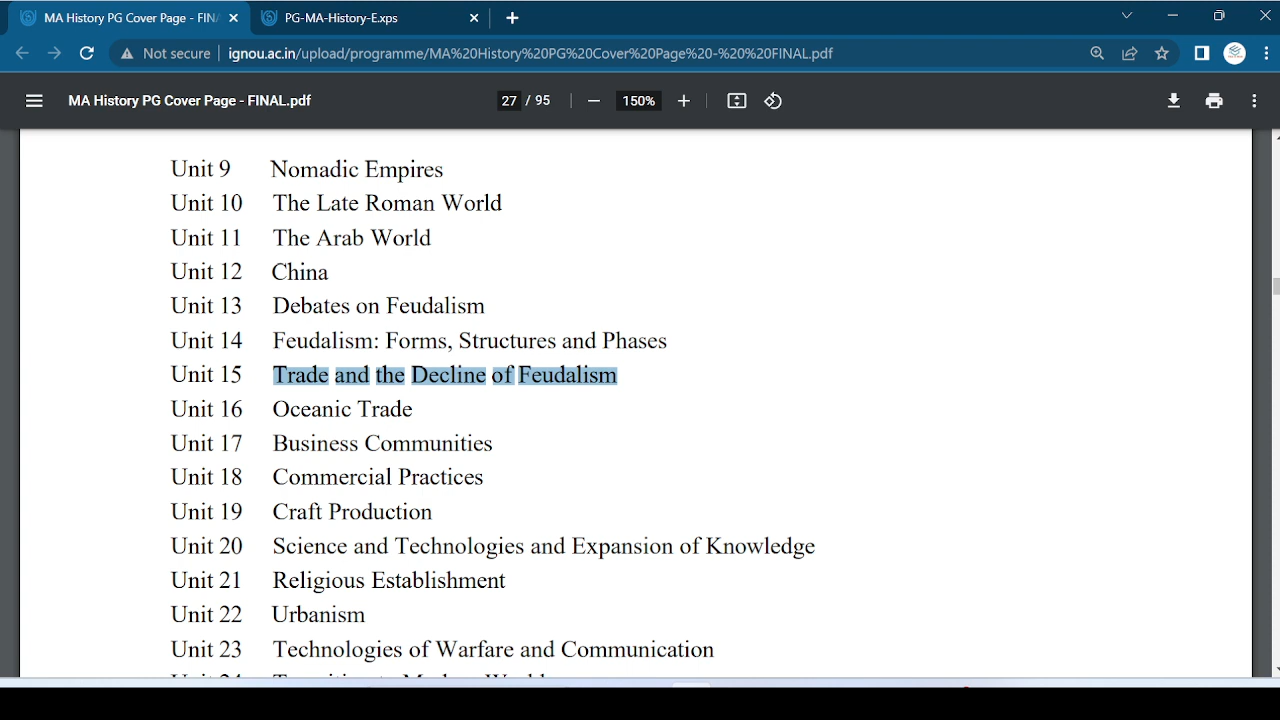 MA History PG Cover Page - FIN
PG-MA-History-E.xps
Not secure
ignou.ac.in/upload/programme/MA%20History%20PG%20Cover%20Page%20-%20%20FINAL.pdf
MA History PG Cover Page - FINAL.pdf
27 / 95
150%
Unit 9 Nomadic Empires
Unit 10 The Late Roman World
Unit 11 The Arab World
Unit 12 China
Unit 13 Debates on Feudalism
Unit 14 Feudalism: Forms, Structures and Phases
Unit 15 Trade and the Decline of Feudalism
Unit 16 Oceanic Trade
Unit 17 Business Communities
Unit 18 Commercial Practices
Unit 19 Craft Production
Unit 20 Science and Technologies and Expansion of Knowledge
Unit 21 Religious Establishment
Unit 22 Urbanism
Unit 23 Technologies of Warfare and Communication